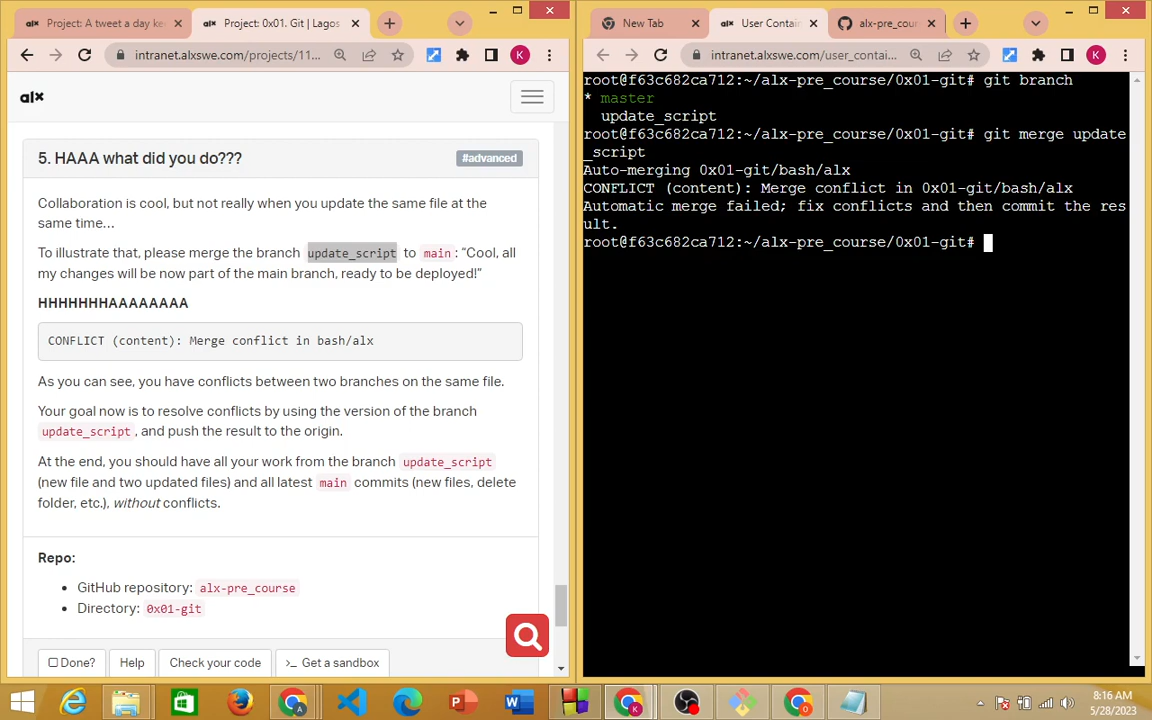 Project: A tweet a day ke
Project: 0x01. Git | Lagos
intranet.alxswe.com/projects/11...
alx
5. HAAA what did you do???
#advanced
Collaboration is cool, but not really when you update the same file at the
same time...
To illustrate that, please merge the branch update_script to main: "Cool, all
my changes will be now part of the main branch, ready to be deployed!"
HHHHHHHAAAAAAAA
CONFLICT (content): Merge conflict in bash/alx
As you can see, you have conflicts between two branches on the same file.
Your goal now is to resolve conflicts by using the version of the branch
update_script, and push the result to the origin.
At the end, you should have all your work from the branch update_script
(new file and two updated files) and all latest main commits (new files, delete
folder, etc.), without conflicts.
Repo:
• GitHub repository: alx-pre_course
• Directory: 0x01-git
Done?
Help
Check your code
>_ Get a sandbox
New Tab
User Contain
alx-pre_cour
intranet.alxswe.com/user_contai...
root@f63c682ca712:~/alx-pre_course/0x01-git# git branch
* master
update_script
root@f63c682ca712:~/alx-pre_course/0x01-git# git merge update
_script
Auto-merging 0x01-git/bash/alx
CONFLICT (content): Merge conflict in 0x01-git/bash/alx
Automatic merge failed; fix conflicts and then commit the res
ult.
root@f63c682ca712:~/alx-pre_course/0x01-git#
8:16 AM
5/28/2023